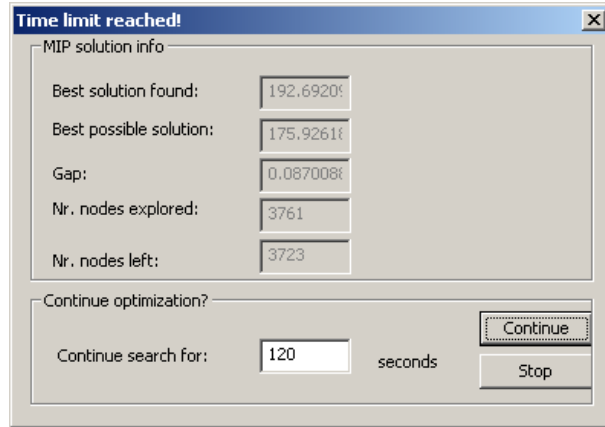 Time limit reached!
MIP solution info
Best solution found: 192.69209
Best possible solution: 175.92618
Gap: 0.0870088
Nr. nodes explored: 3761
Nr. nodes left: 3723
Continue optimization?
Continue
Continue search for: 120 seconds
Stop